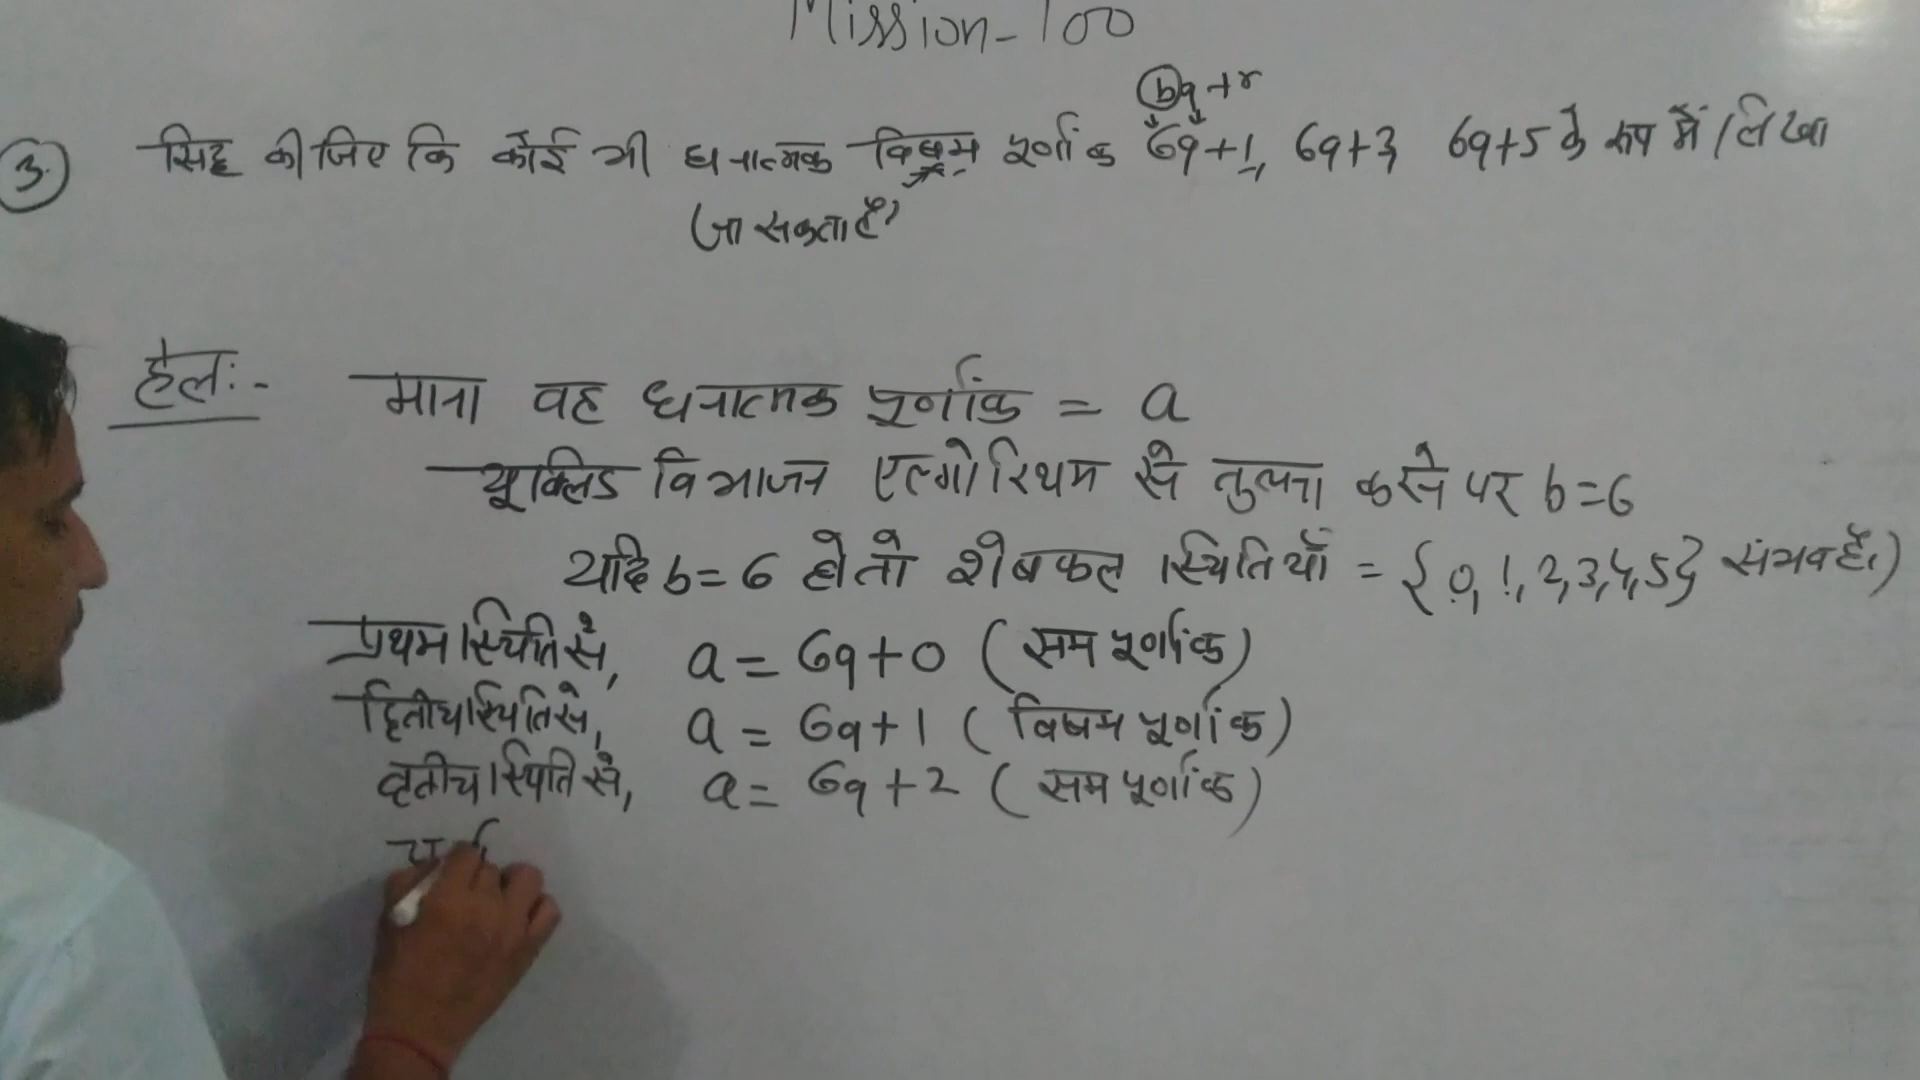 Mission-100
bq+r
3. सिद्ध कीजिए कि कोई भी धनात्मक विषम पूर्णांक 6q+1, 6q+3 6q+5 के रूप में लिखा
जा सकता है।
हल:- माना वह धनात्मक पूर्णांक = a
यूक्लिड विभाजन एल्गोरिथम से तुलना करने पर b=6
यदि b=6 हो तो शेषफल स्थितियाँ = {0, 1, 2, 3, 4, 5} संभव है।)
प्रथम स्थिति से, a = 6q+0 (सम पूर्णांक)
द्वितीय स्थिति से, a = 6q+1 (विषम पूर्णांक)
तृतीय स्थिति से, a = 6q+2 (सम पूर्णांक)